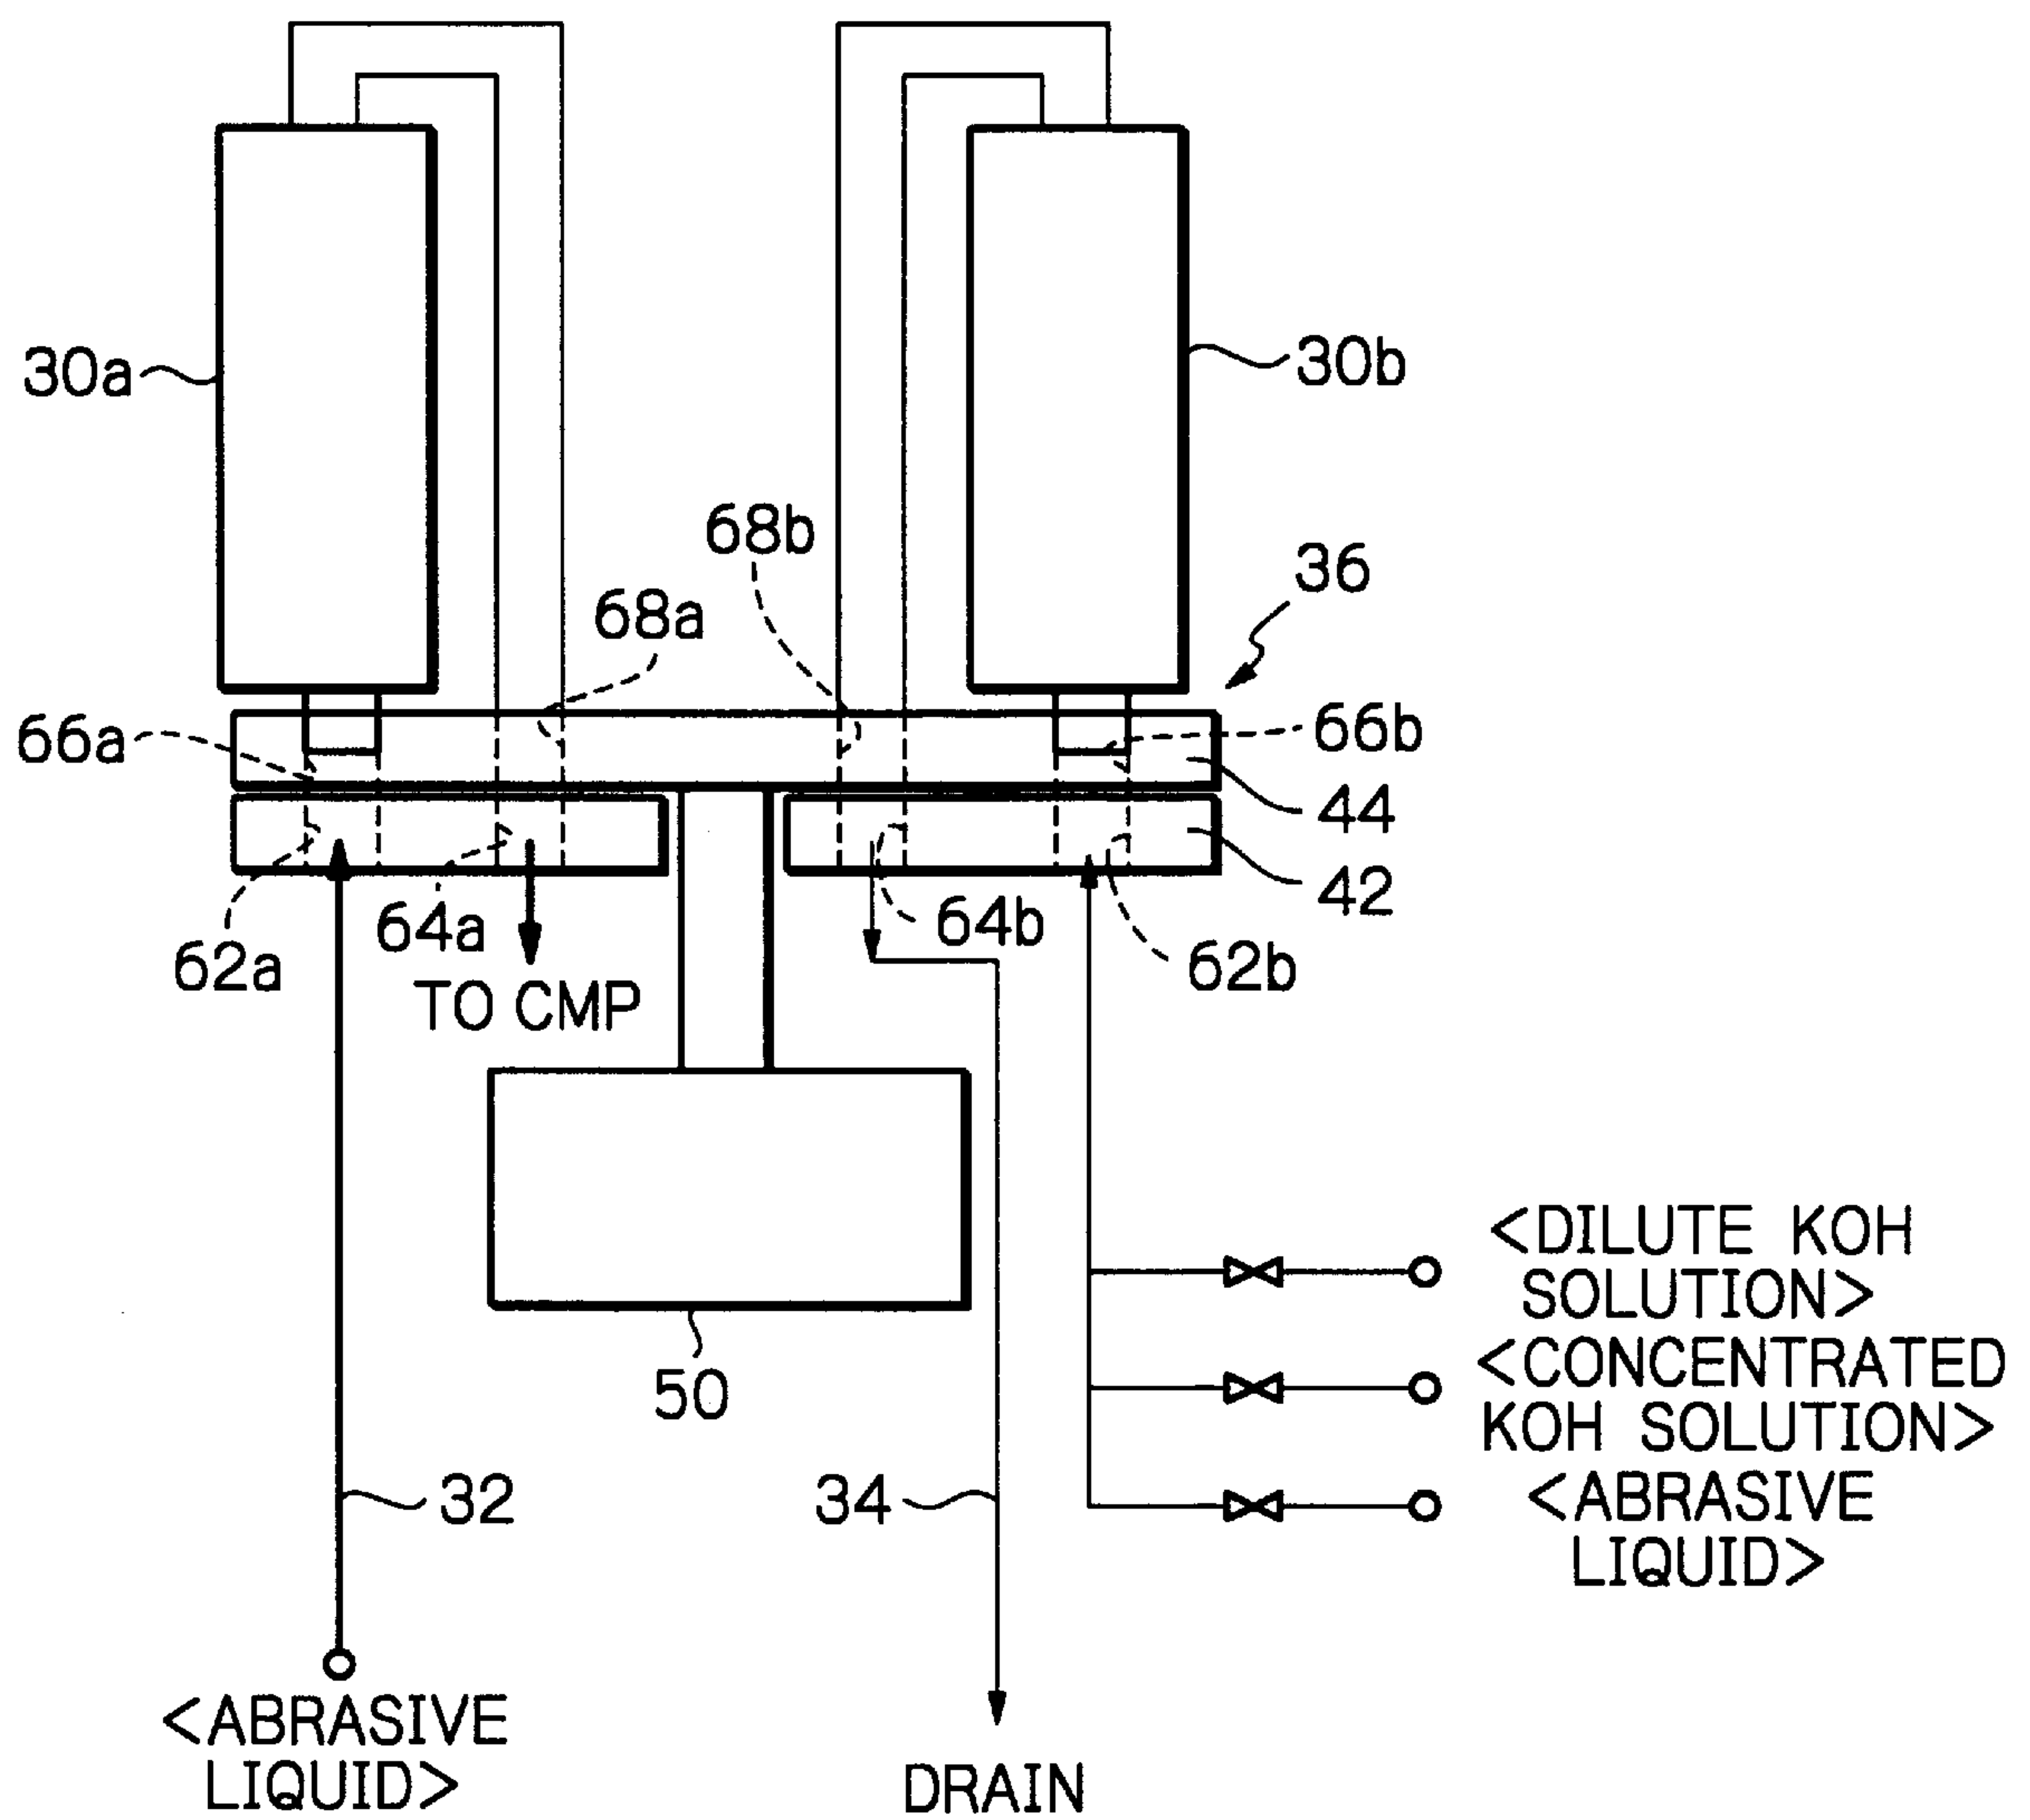 30a
30b
68b
36
68a
66a
66b
44
42
64a
64b
62a
62b
TO CMP
<DILUTE KOH
SOLUTION>
<CONCENTRATED
KOH SOLUTION>
50
32
34
<ABRASIVE
LIQUID>
<ABRASIVE
LIQUID>
DRAIN